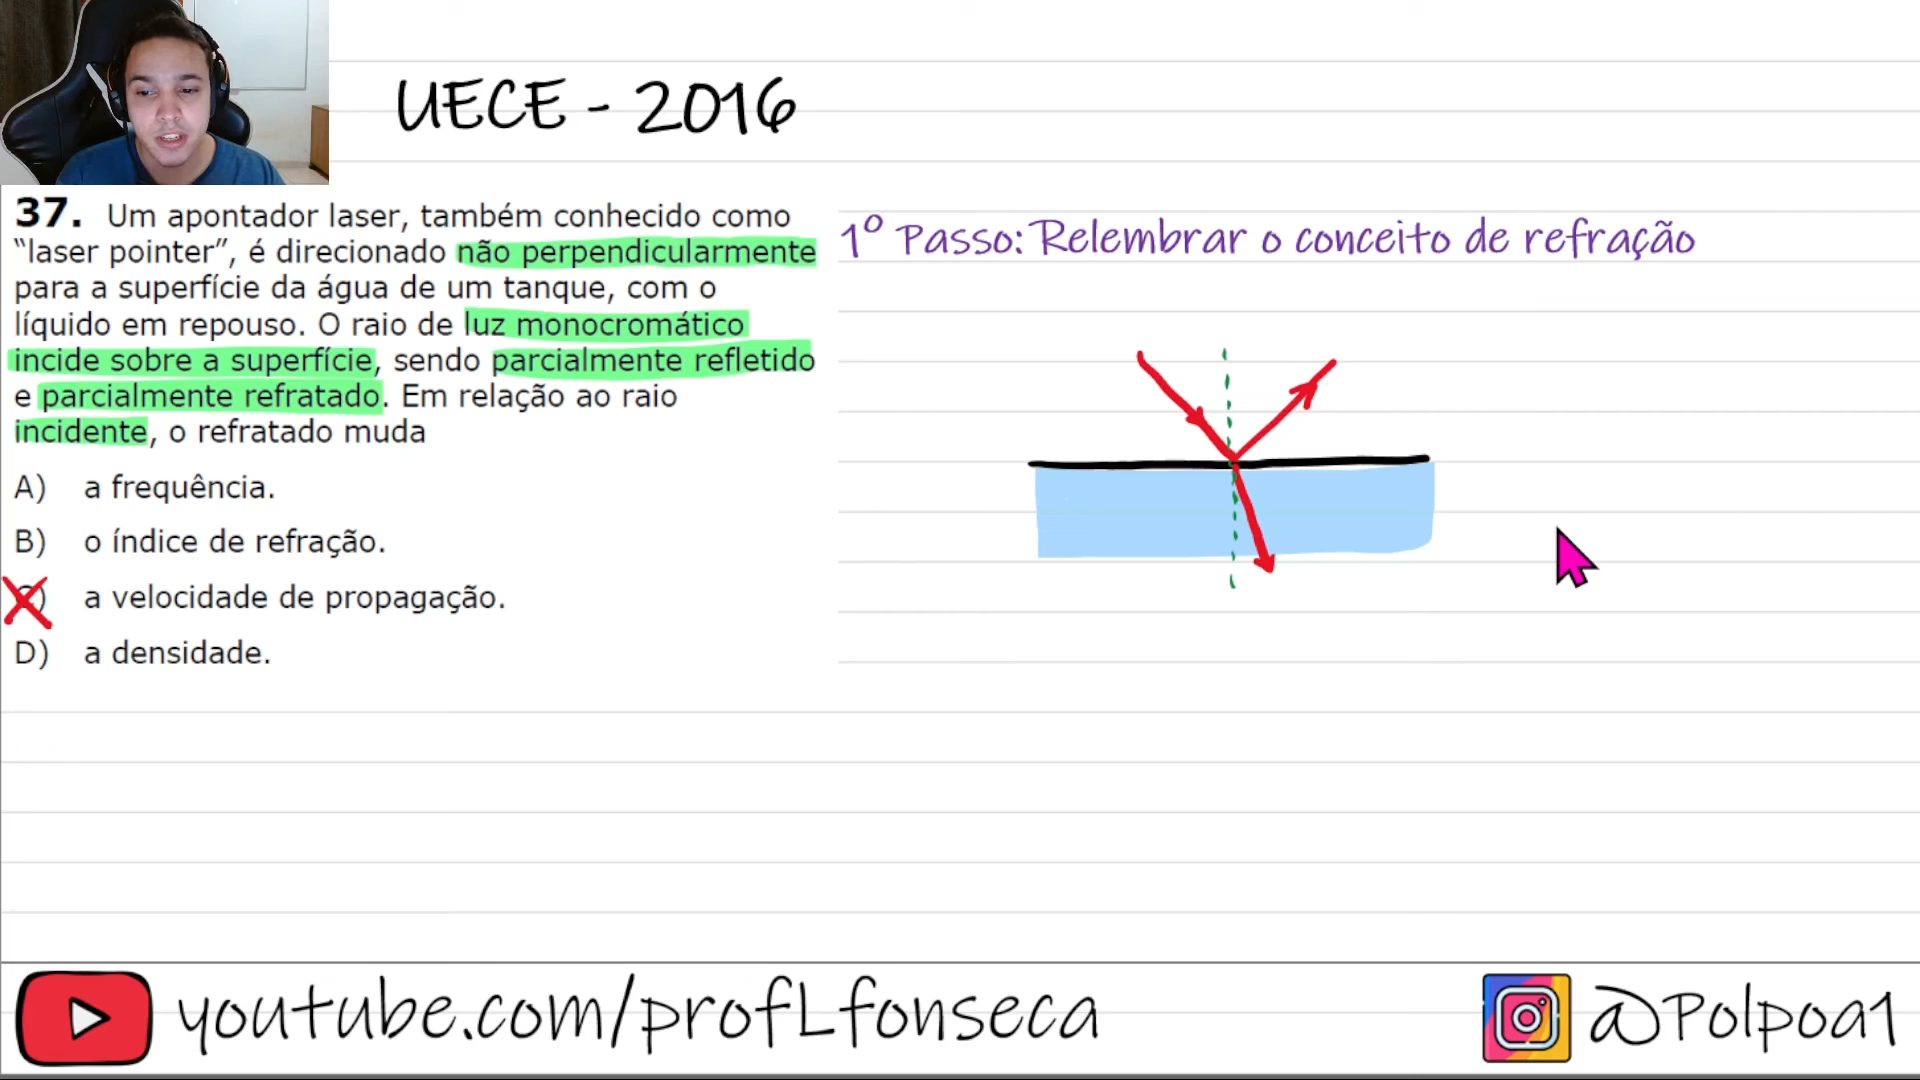 UECE - 2016
37. Um apontador laser, também conhecido como
“laser pointer”, é direcionado não perpendicularmente
para a superfície da água de um tanque, com o
líquido em repouso. O raio de luz monocromático
incide sobre a superfície, sendo parcialmente refletido
e parcialmente refratado. Em relação ao raio
incidente, o refratado muda
A) a frequência.
B) o índice de refração.
C) a velocidade de propagação.
D) a densidade.
1º Passo: Relembrar o conceito de refração
youtube.com/profLfonseca
@Polpoa1